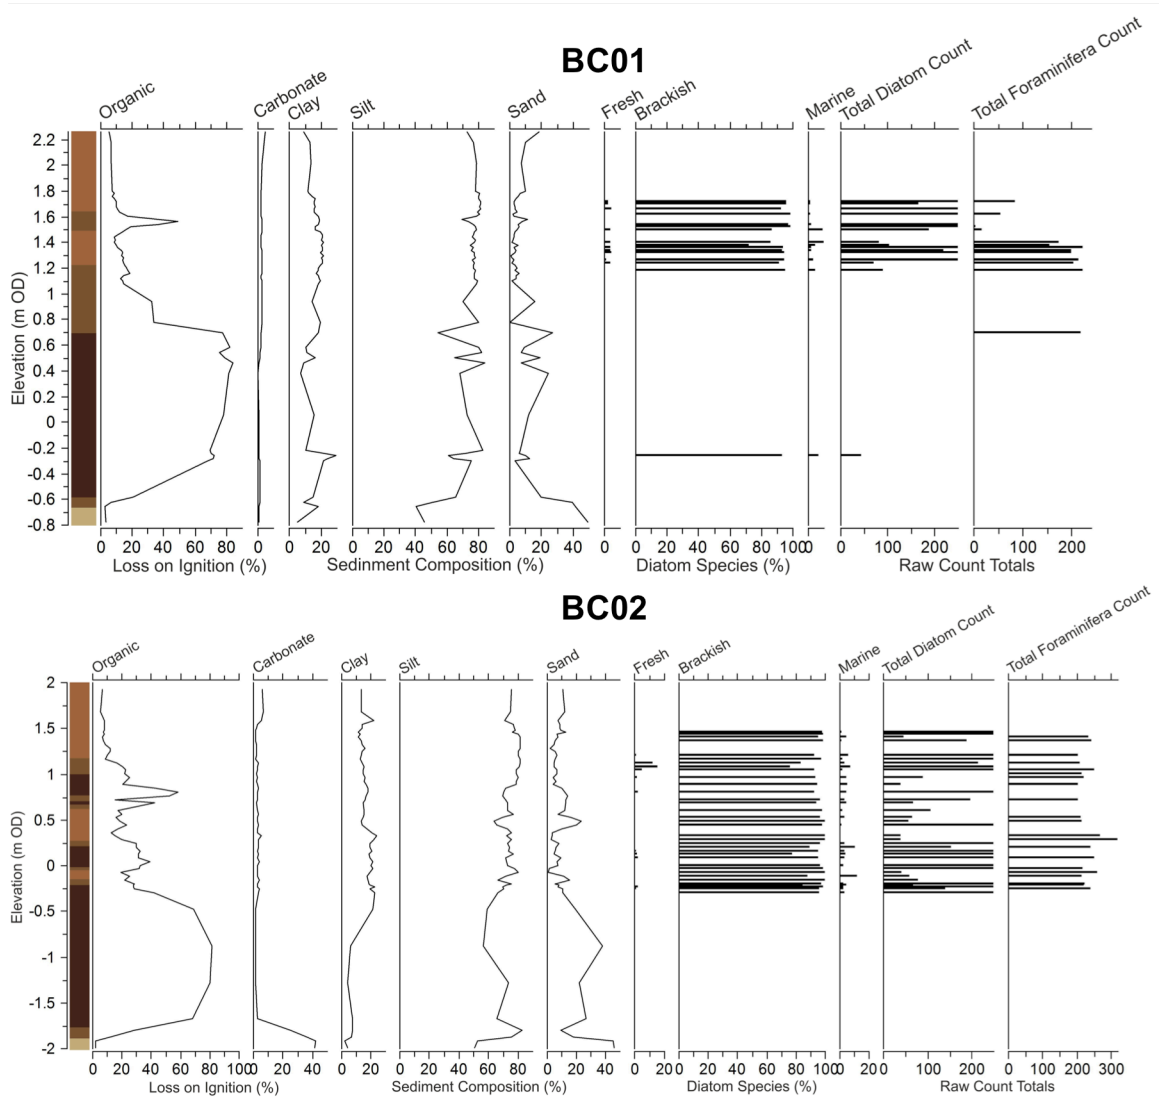 BC01
Organic Carbonate Clay Silt Sand Fresh Brackish Marine Total Diatom Count Total Foraminifera Count
Elevation (m OD)
2.2
2
1.8
1.6
1.4
1.2
1
0.8
0.6
0.4
0.2
0
-0.2
-0.4
-0.6
-0.8
0 20 40 60 80 0 0 20 0 20 40 60 80 0 20 40 0 0 20 40 60 80 100 0 0 100 200 0 100 200
Loss on Ignition (%) Sedinment Composition (%) Diatom Species (%) Raw Count Totals
BC02
Organic Carbonate Clay Silt Sand Fresh Brackish Marine Total Diatom Count Total Foraminifera Count
Elevation (m OD)
2
1.5
1
0.5
0
-0.5
-1
-1.5
-2
0 20 40 60 80 100 0 20 40 0 20 0 20 40 60 80 0 20 40 0 20 0 20 40 60 80 100 0 20 0 100 200 0 100 200 300
Loss on Ignition (%) Sediment Composition (%) Diatom Species (%) Raw Count Totals